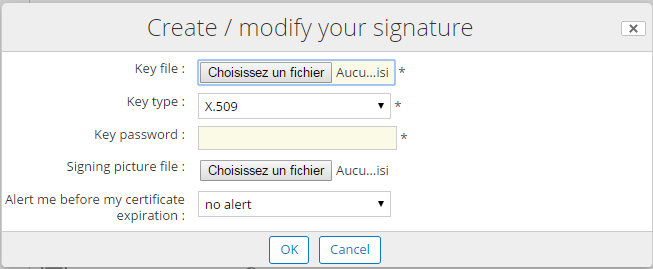 Create / modify your signature
Key file : Choisissez un fichier Aucu...isi *
Key type : X.509 *
Key password : *
Signing picture file : Choisissez un fichier Aucu...isi
Alert me before my certificate
expiration : no alert
OK Cancel